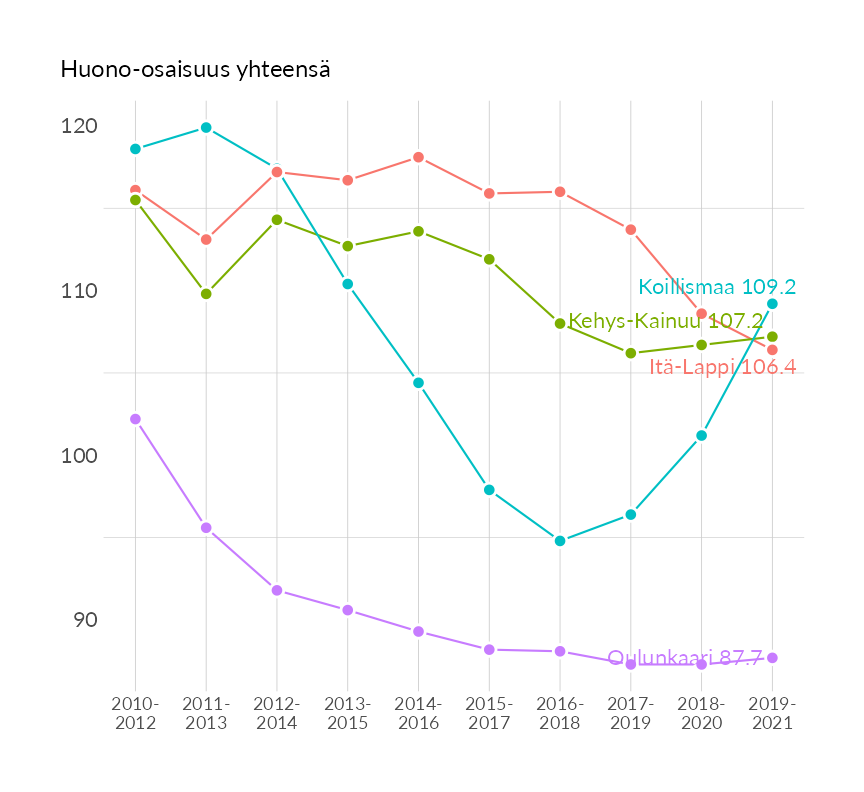 Huono-osaisuus yhteensä
120
110
100
90
Koillismaa 109.2
Kehys-Kainuu 107.2
Itä-Lappi 106.4
Oulunkaari 87.7
2010- 2011- 2012- 2013- 2014- 2015- 2016- 2017- 2018- 2019-
2012 2013 2014 2015 2016 2017 2018 2019 2020 2021